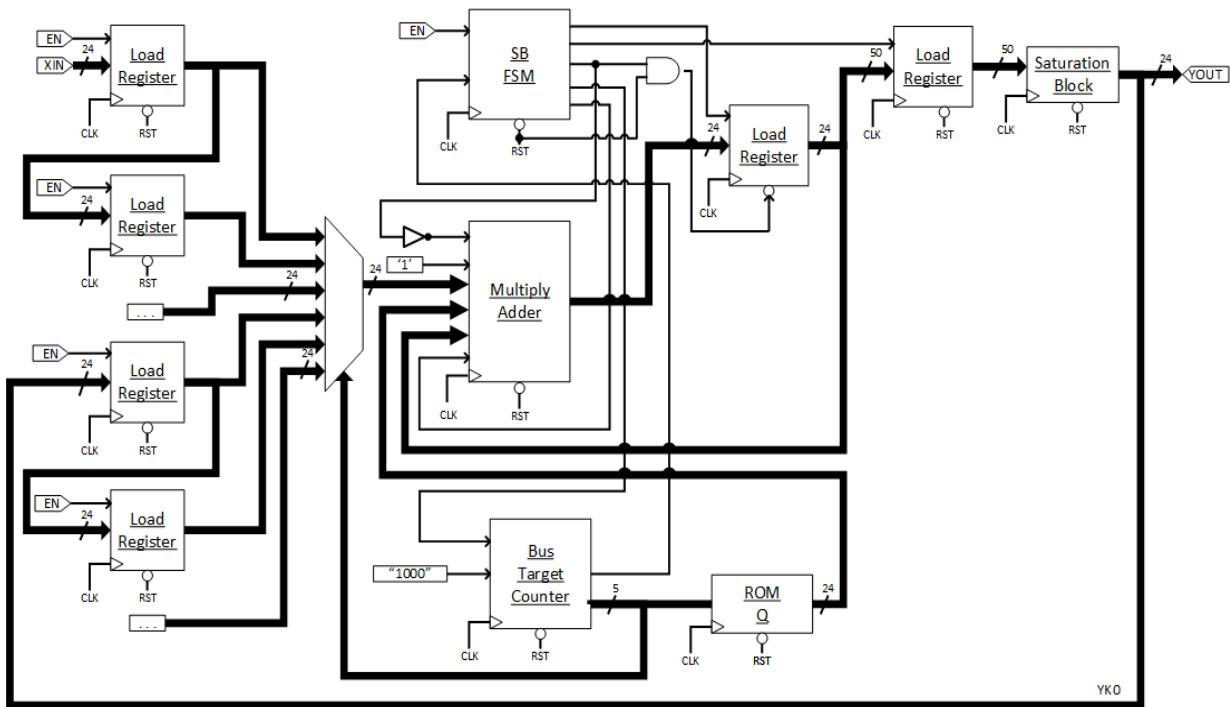 EN
24
XIN
Load
Register
CLK
RST
EN
24
Load
Register
CLK
RST
24
...
EN
24
Load
Register
CLK
RST
24
EN
24
Load
Register
CLK
RST
...
24
EN
SB
FSM
CLK
RST
'1'
Multiply
Adder
CLK
RST
24
Load
Register
24
CLK
RST
50
Load
Register
50
CLK
RST
Saturation
Block
24
YOUT
CLK
RST
"1000"
Bus
Target
Counter
5
CLK
RST
ROM
Q
24
CLK
RST
YK0